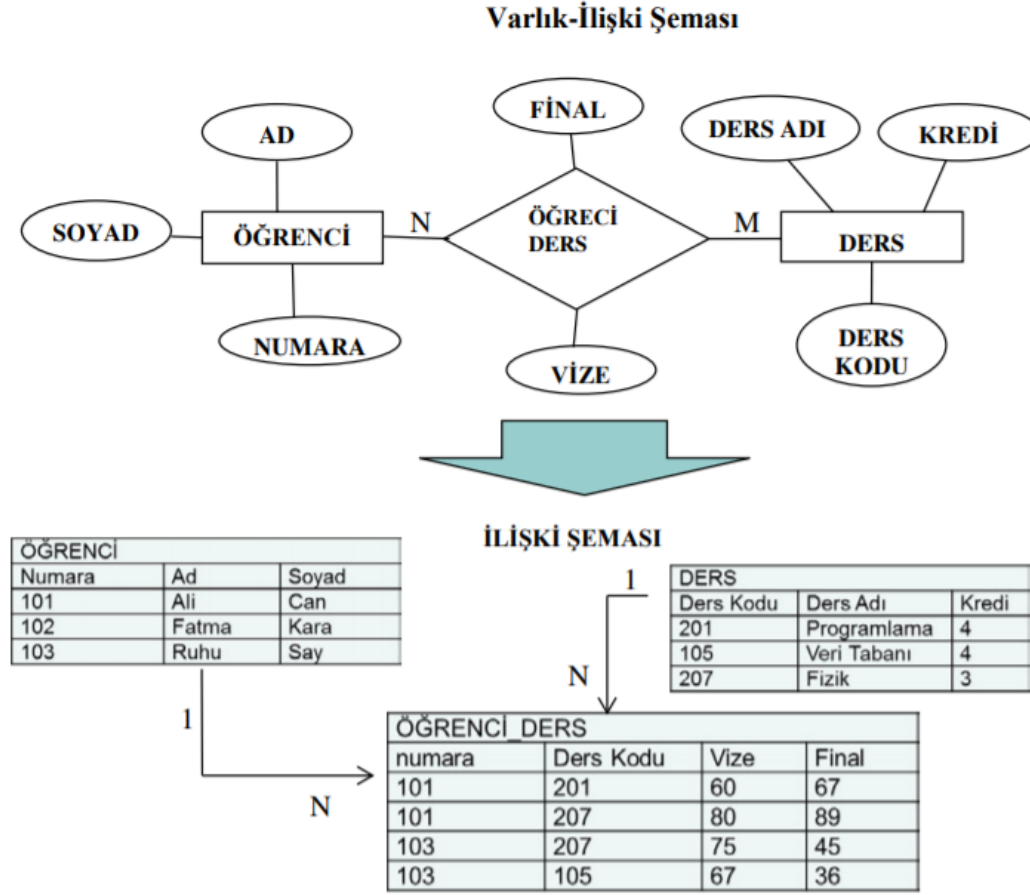 Varlık-İlişki Şeması
FİNAL
AD
DERS ADI
KREDİ
SOYAD
ÖĞRENCİ
N
ÖĞRECİ
DERS
M
DERS
NUMARA
VİZE
DERS
KODU
İLİŞKİ ŞEMASI
ÖĞRENCİ
Numara Ad Soyad
101 Ali Can
102 Fatma Kara
103 Ruhu Say
1
DERS
Ders Kodu Ders Adı Kredi
201 Programlama 4
105 Veri Tabanı 4
207 Fizik 3
N
1
N
ÖĞRENCİ_DERS
numara Ders Kodu Vize Final
101 201 60 67
101 207 80 89
103 207 75 45
103 105 67 36